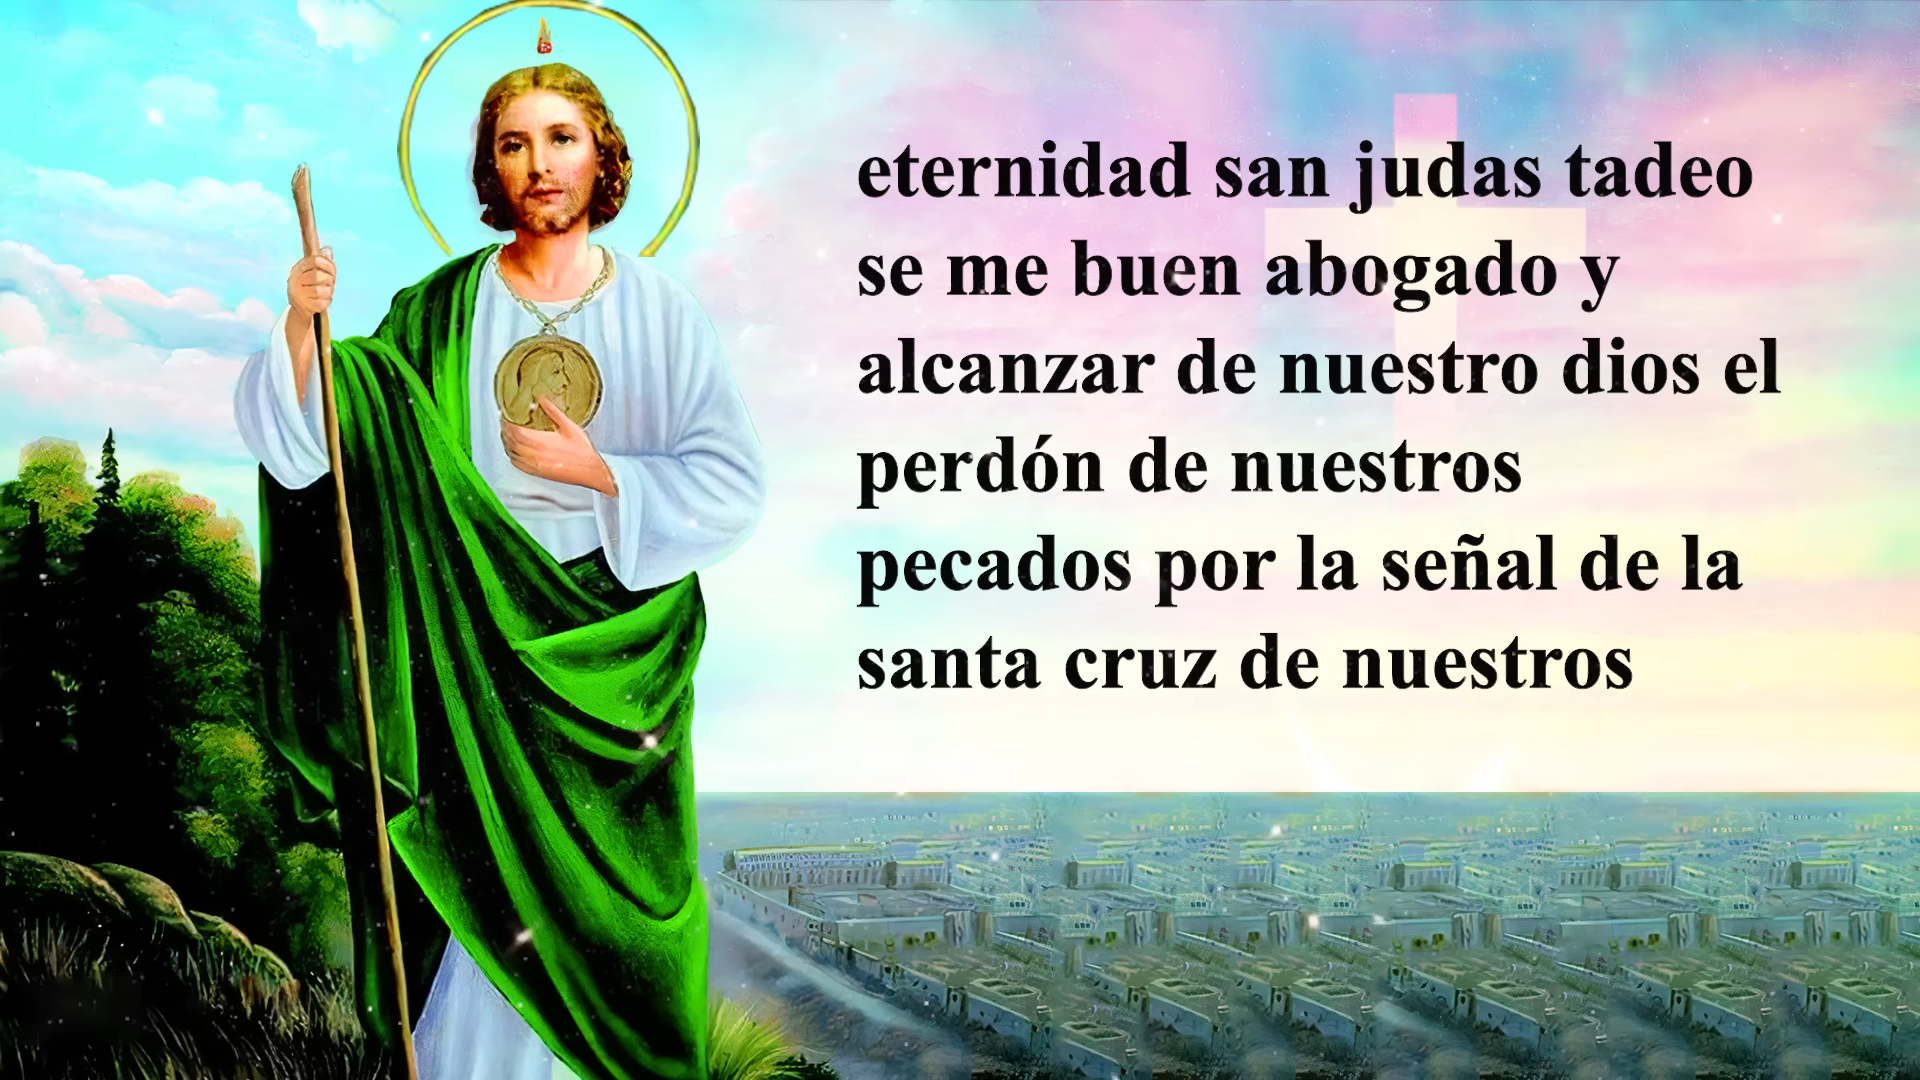 eternidad san judas tadeo
se me buen abogado y
alcanzar de nuestro dios el
perdón de nuestros
pecados por la señal de la
santa cruz de nuestros